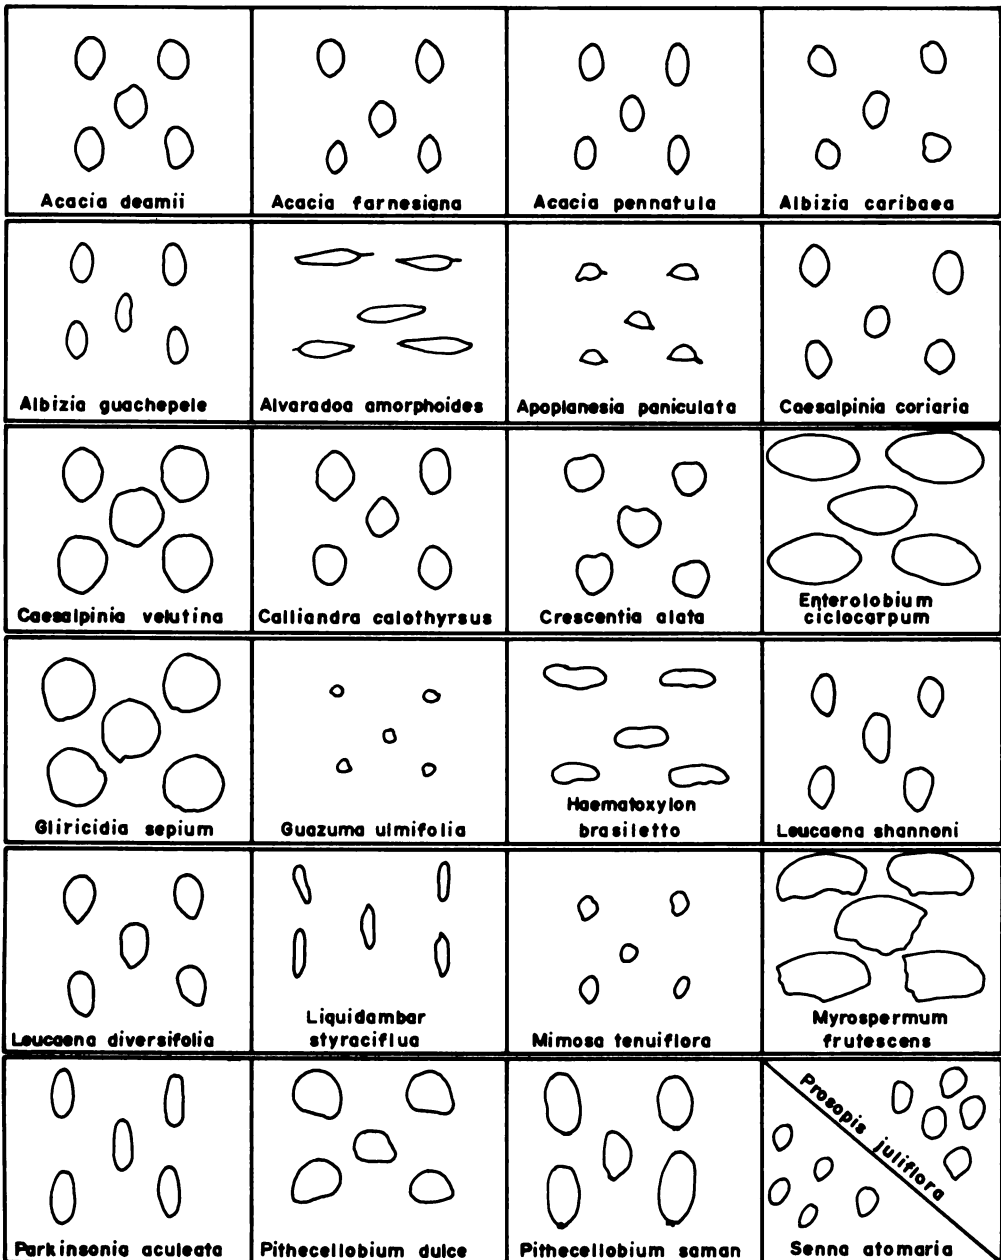 Acacia deamii
Acacia farnesiana
Acacia pennatula
Albizia caribaea
Albizia guachepele
Alvaradoa amorphoides
Apoplanesia paniculata
Caesalpinia coriaria
Caesalpinia velutina
Calliandra calothyrsus
Crescentia alata
Enterolobium
ciclocarpum
Gliricidia sepium
Guazuma ulmifolia
Haematoxylon
brasiletto
Leucaena shannoni
Leucaena diversifolia
Liquidambar
styraciflua
Mimosa tenuiflora
Myrospermum
frutescens
Parkinsonia aculeata
Pithecellobium dulce
Pithecellobium saman
Prosopis juliflora
Senna atomaria